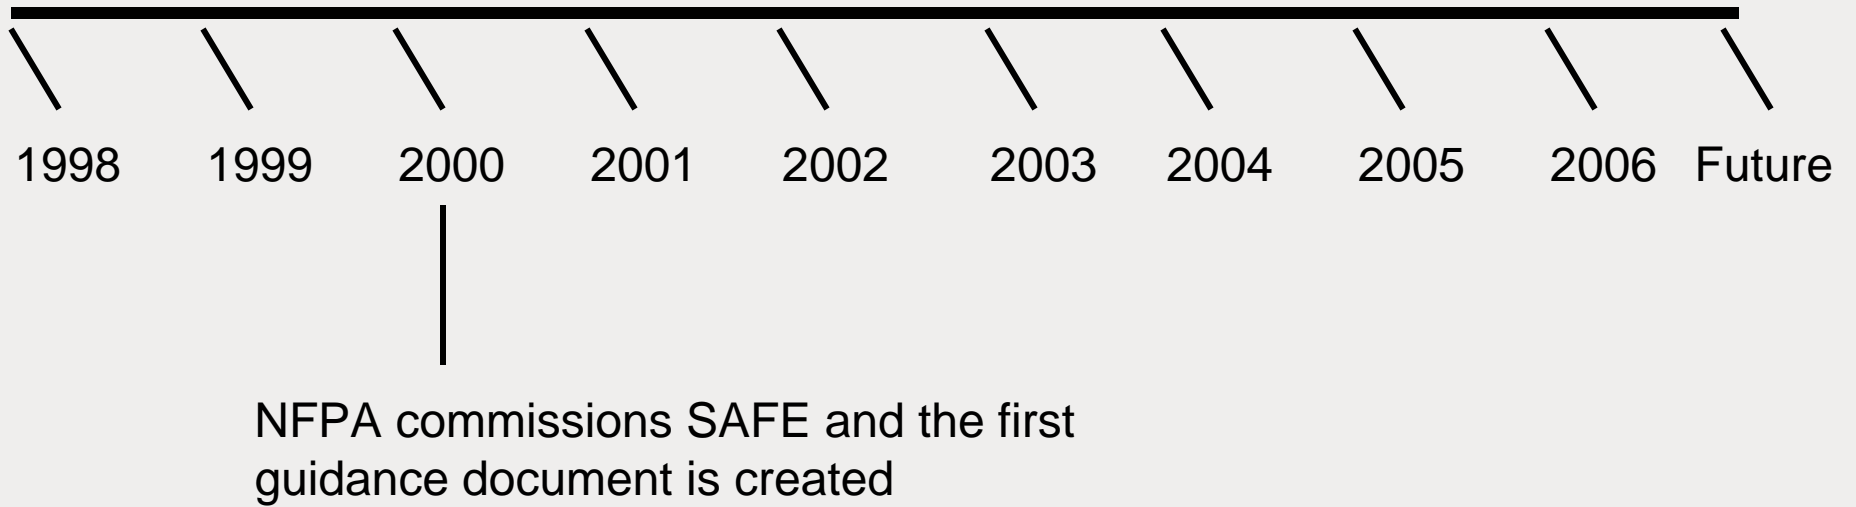 1998 1999 2000 2001 2002 2003 2004 2005 2006 Future
NFPA commissions SAFE and the first
guidance document is created